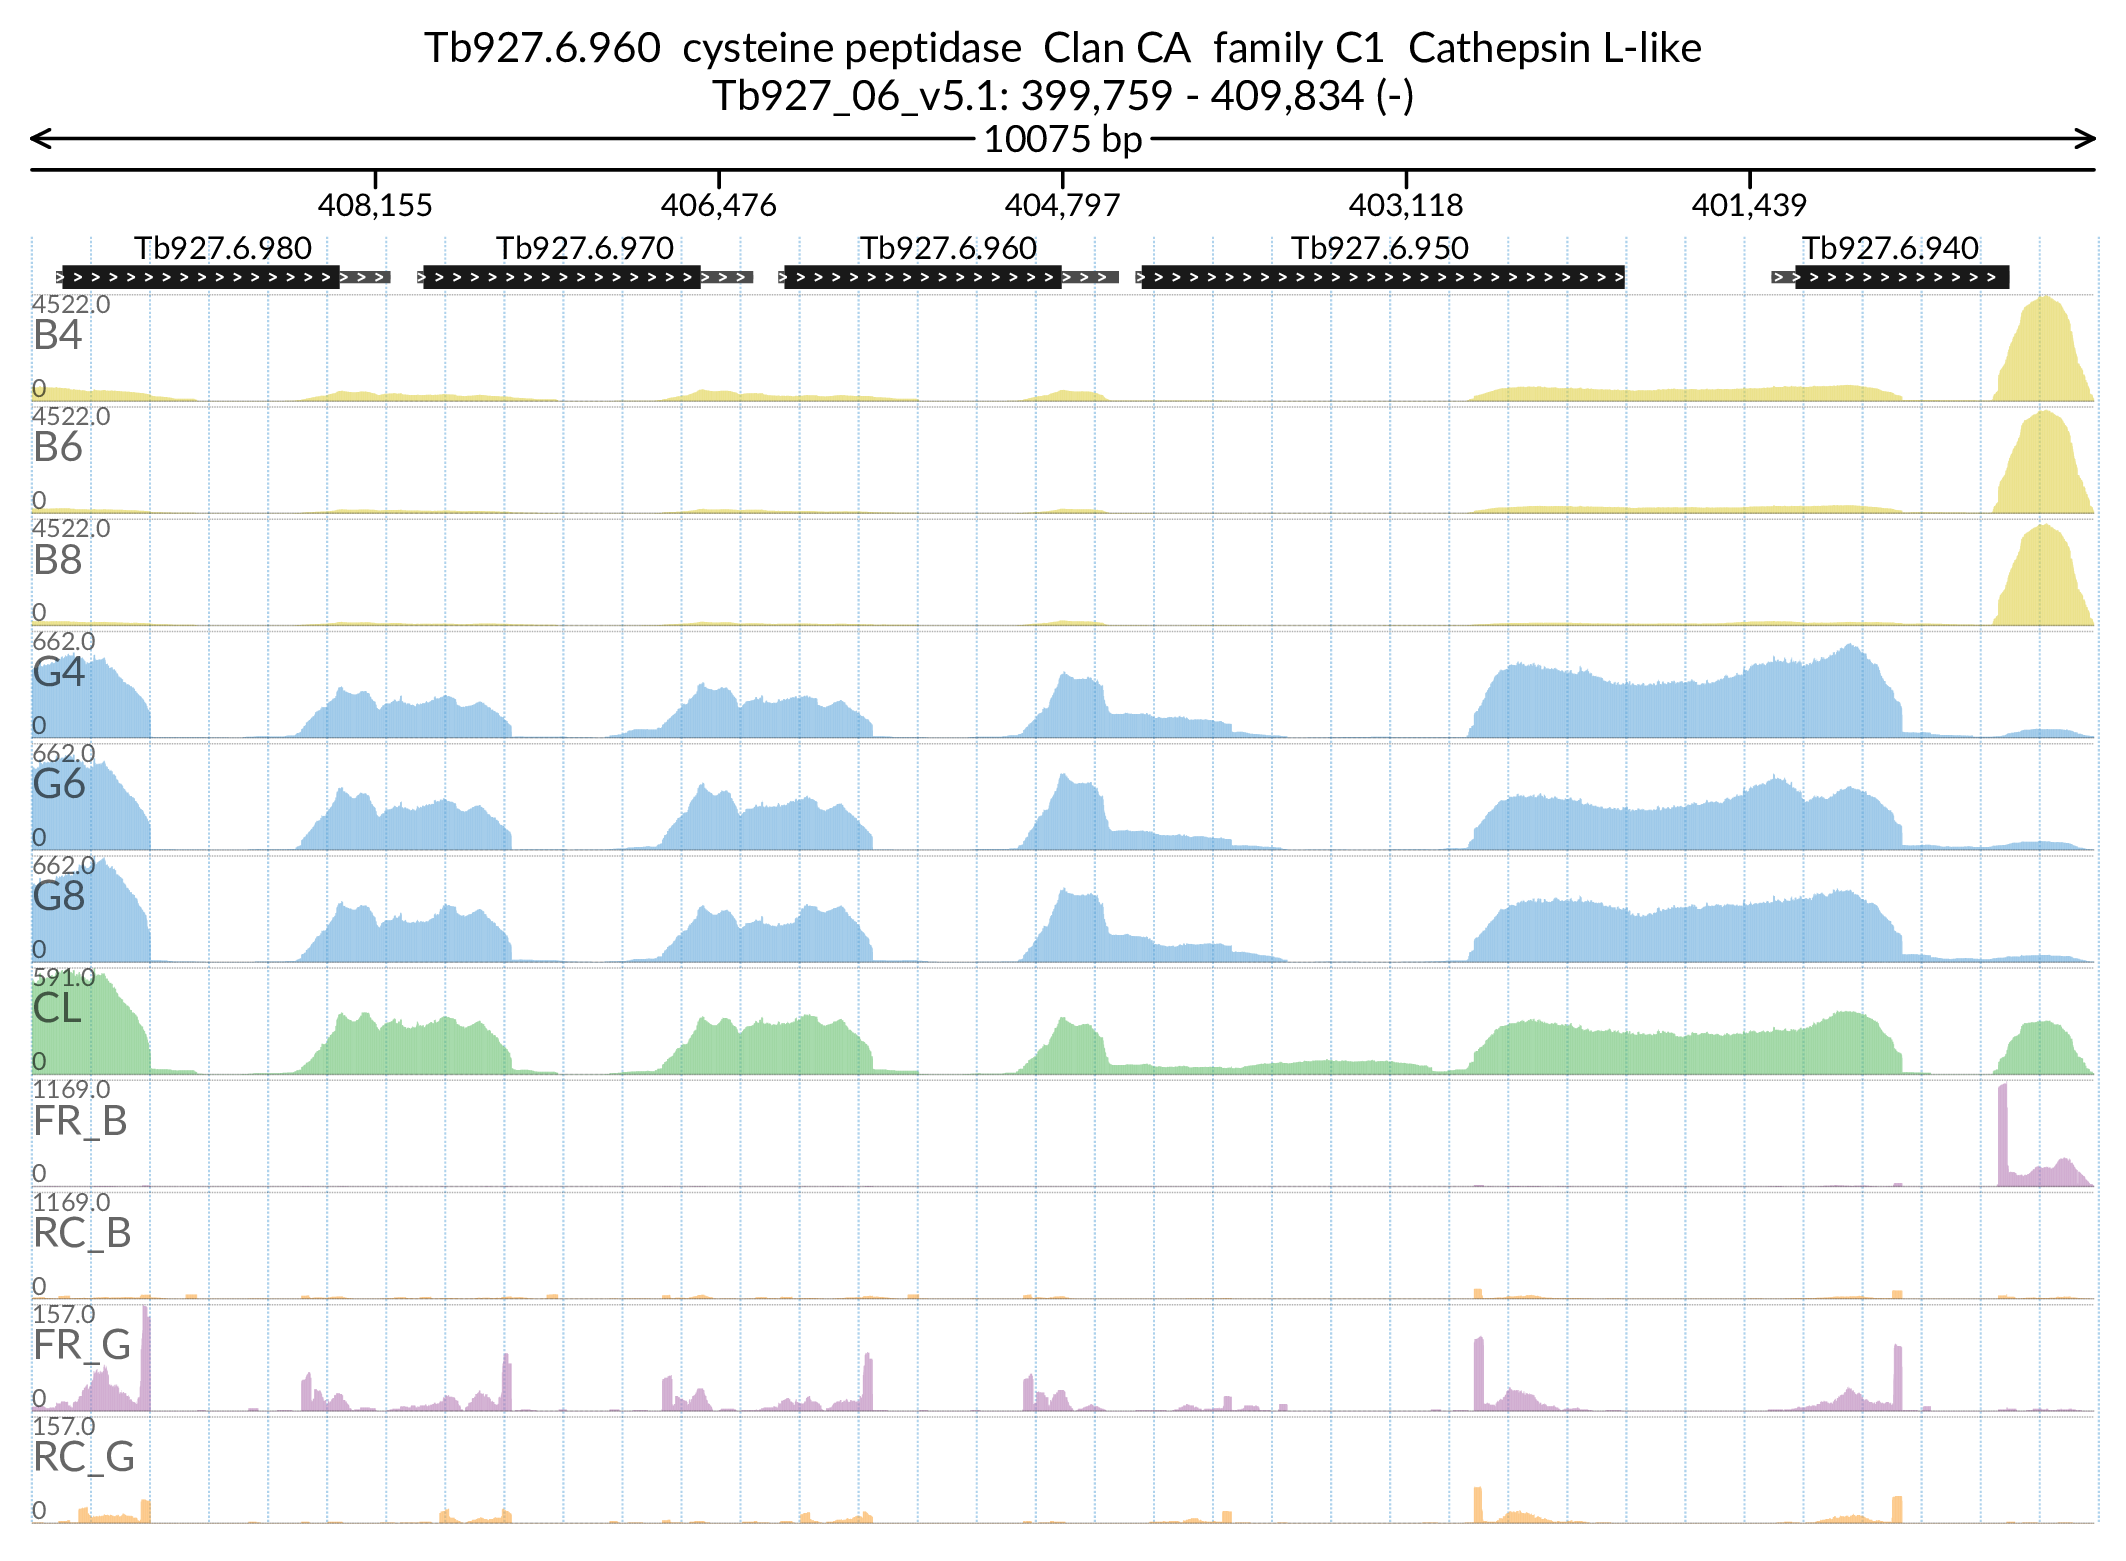 Tb927.6.960  cysteine peptidase  Clan CA  family C1  Cathepsin L-like
Tb927_06_v5.1: 399,759 - 409,834 (-)
10075 bp
408,155 406,476 404,797 403,118 401,439
Tb927.6.980 Tb927.6.970 Tb927.6.960 Tb927.6.950 Tb927.6.940
4522.0
B4
0
4522.0
B6
0
4522.0
B8
0
662.0
G4
0
662.0
G6
0
662.0
G8
0
591.0
CL
0
1169.0
FR_B
0
1169.0
RC_B
0
157.0
FR_G
0
157.0
RC_G
0